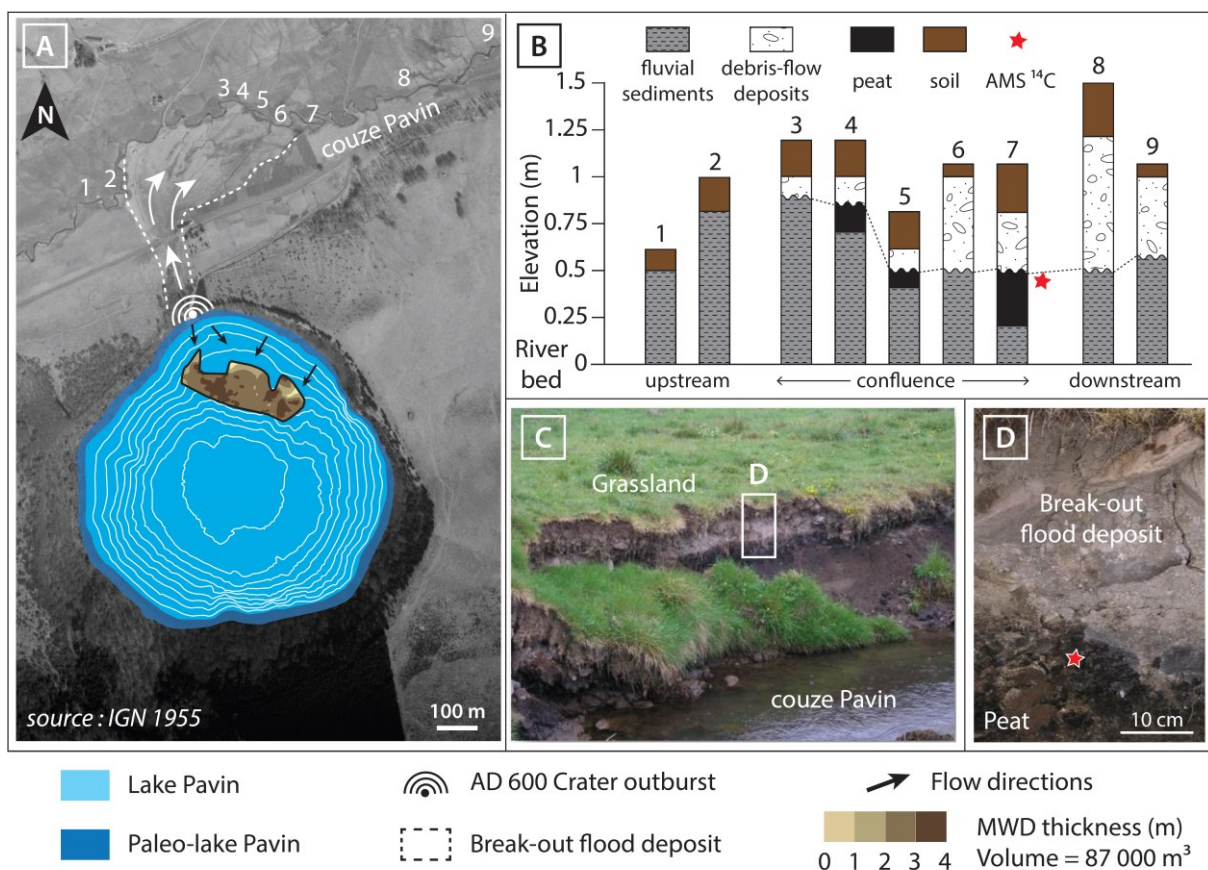 A
N
1
2
3
4
5
6
7
8
9
couze Pavin
source : IGN 1955
100 m
B
fluvial
sediments
debris-flow
deposits
peat
soil
AMS ¹⁴C
Elevation (m)
1.5
1.25
1
0.75
0.5
0.25
0
River
bed
1
2
3
4
5
6
7
8
9
upstream
confluence
downstream
C
Grassland
D
couze Pavin
D
Break-out
flood deposit
Peat
10 cm
Lake Pavin
AD 600 Crater outburst
Flow directions
Paleo-lake Pavin
Break-out flood deposit
MWD thickness (m)
0 1 2 3 4
Volume = 87 000 m³